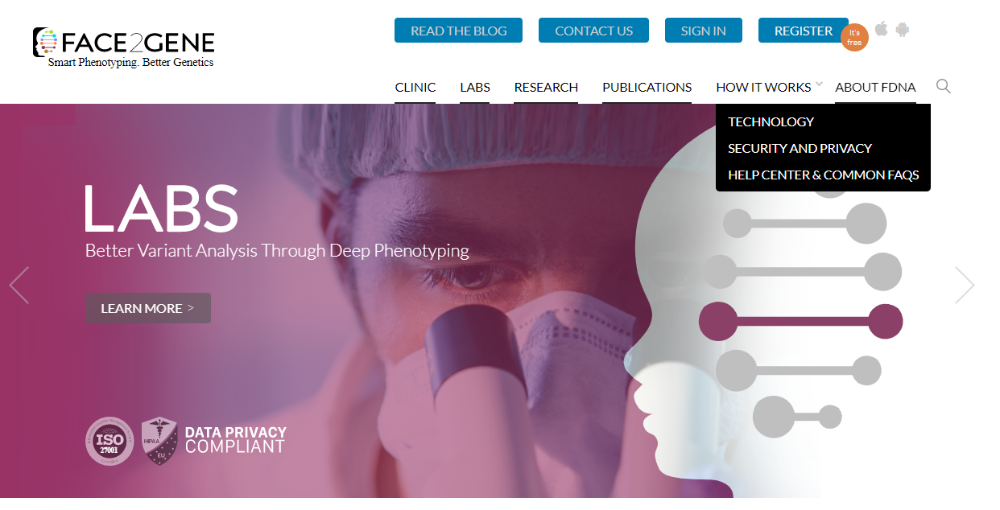 READ THE BLOG
CONTACT US
SIGN IN
REGISTER
It's
free
FACE2GENE
Smart Phenotyping. Better Genetics
CLINIC
LABS
RESEARCH
PUBLICATIONS
HOW IT WORKS
ABOUT FDNA
TECHNOLOGY
SECURITY AND PRIVACY
HELP CENTER & COMMON FAQS
LABS
Better Variant Analysis Through Deep Phenotyping
LEARN MORE >
ISO
27001
HIPAA
EU
DATA PRIVACY
COMPLIANT